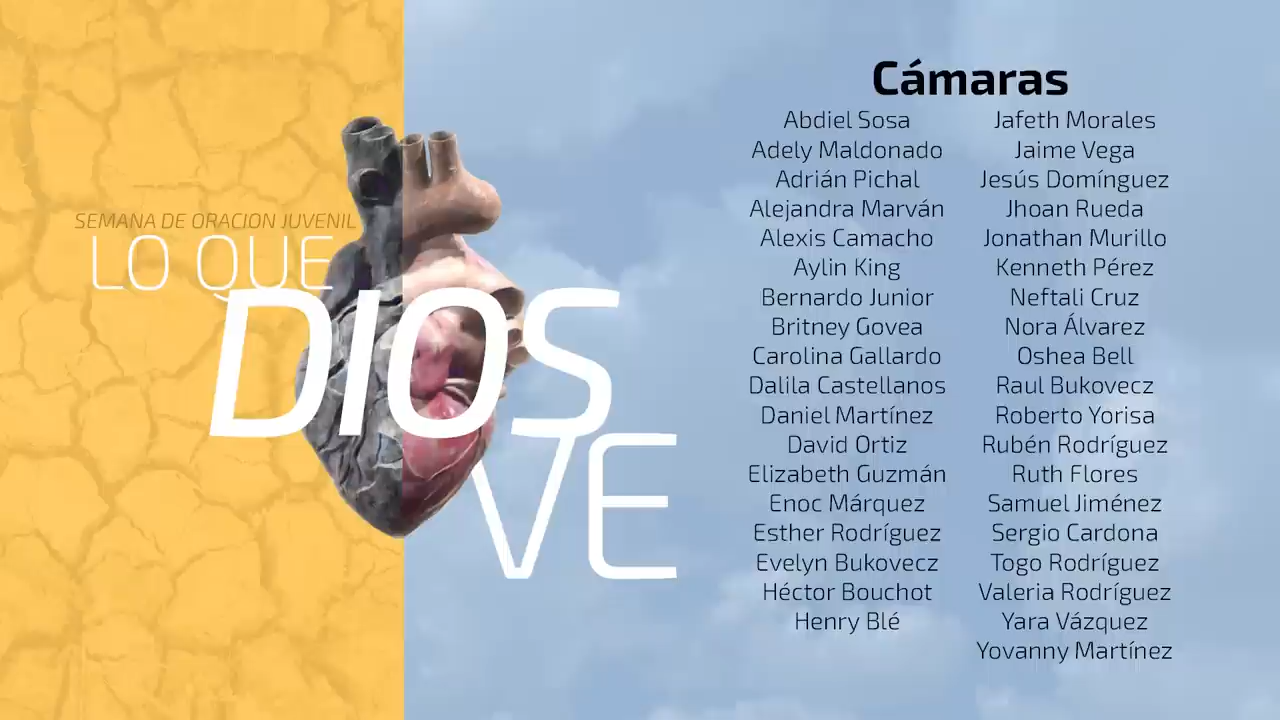 SEMANA DE ORACION JUVENIL
LO QUE
DIOS
VE
Cámaras
Abdiel Sosa
Adely Maldonado
Adrián Pichal
Alejandra Marván
Alexis Camacho
Aylin King
Bernardo Junior
Britney Govea
Carolina Gallardo
Dalila Castellanos
Daniel Martínez
David Ortiz
Elizabeth Guzmán
Enoc Márquez
Esther Rodríguez
Evelyn Bukovecz
Héctor Bouchot
Henry Blé
Jafeth Morales
Jaime Vega
Jesús Domínguez
Jhoan Rueda
Jonathan Murillo
Kenneth Pérez
Neftali Cruz
Nora Álvarez
Oshea Bell
Raul Bukovecz
Roberto Yorisa
Rubén Rodríguez
Ruth Flores
Samuel Jiménez
Sergio Cardona
Togo Rodríguez
Valeria Rodríguez
Yara Vázquez
Yovanny Martínez